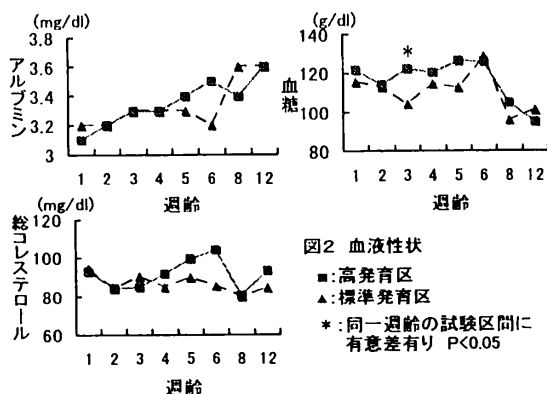 (mg/dl)
アルブミン
3.8
3.6
3.4
3.2
3
1 2 3 4 5 6 8 12
週齢
(g/dl)
血糖
140
120
100
80
*
1 2 3 4 5 6 8 12
週齢
(mg/dl)
総コレステロール
120
100
80
60
1 2 3 4 5 6 8 12
週齢
図2 血液性状
■:高発育区
▲:標準発育区
*:同一週齢の試験区間に
有意差有り P<0.05